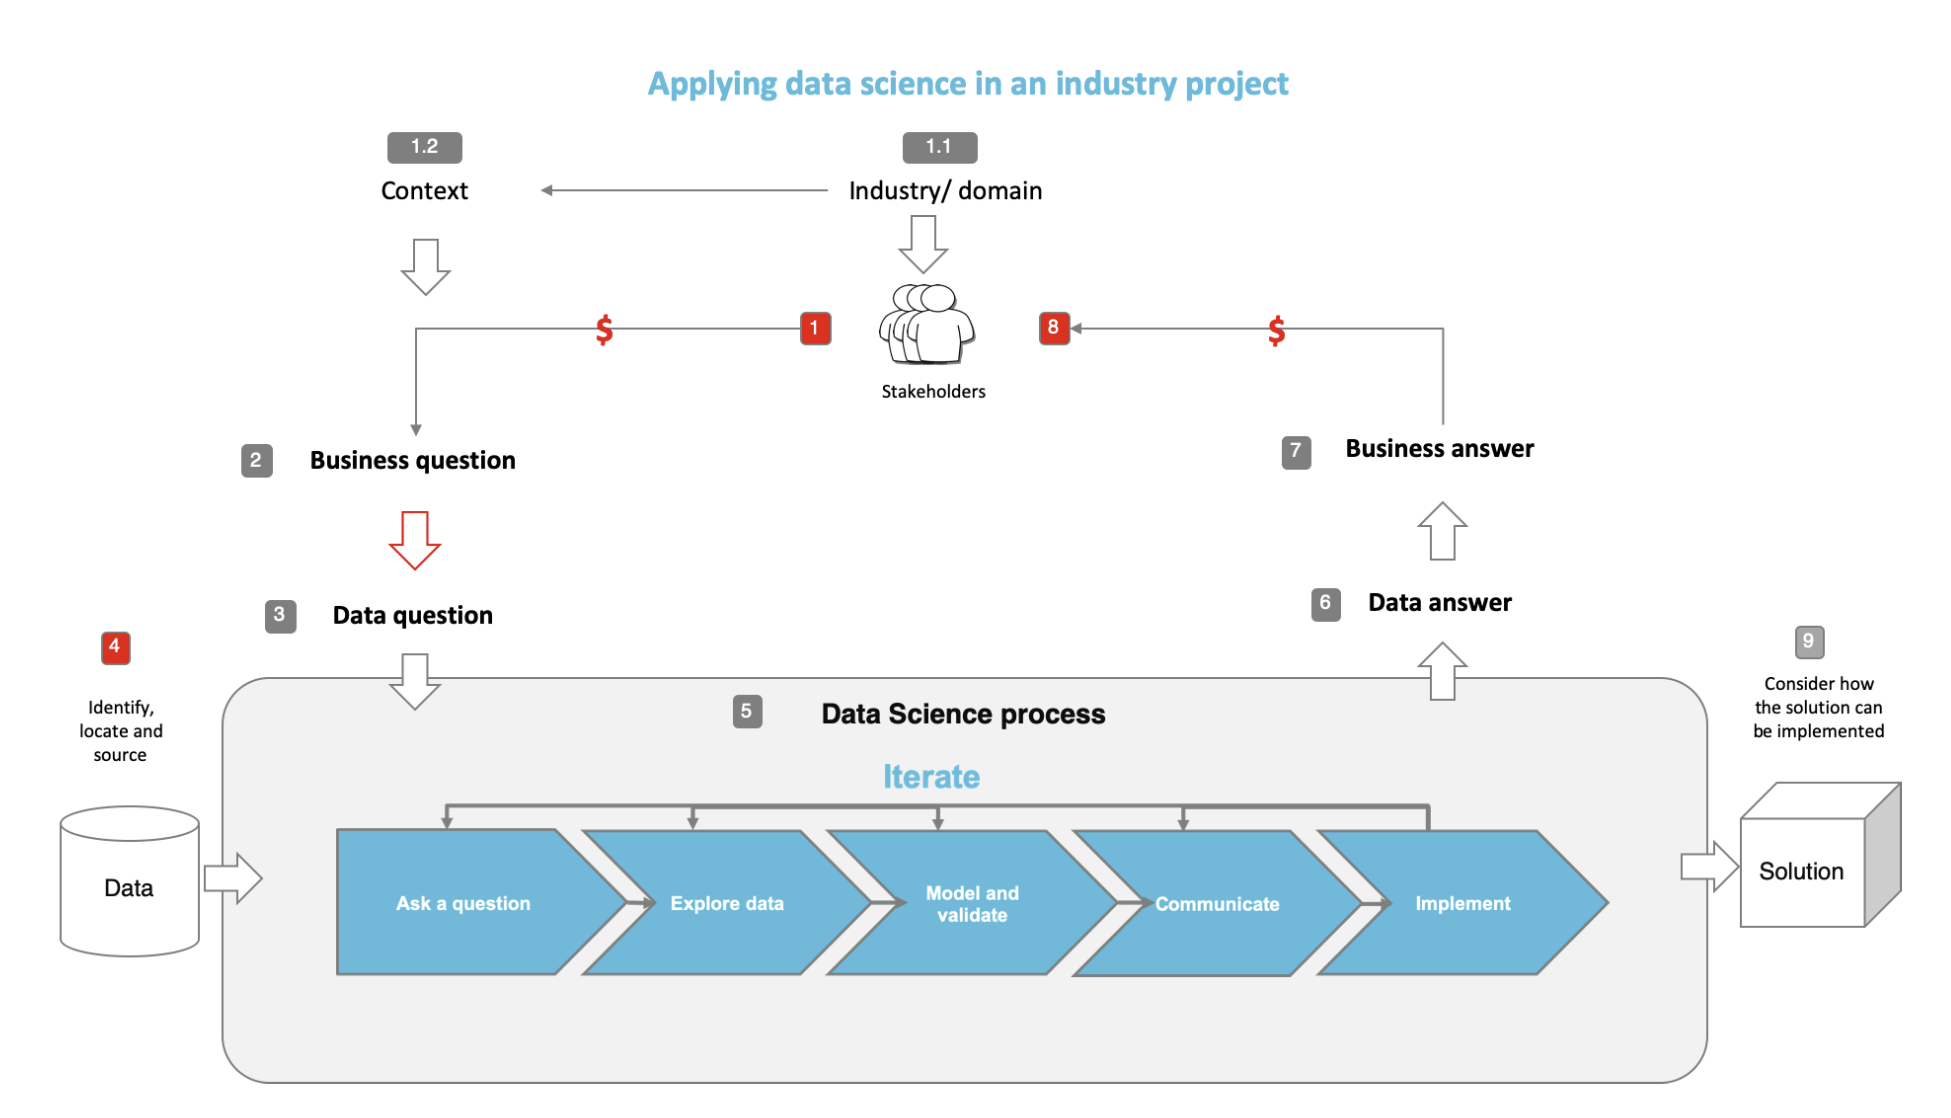 Applying data science in an industry project
1.2
1.1
Context
Industry/ domain
$
1
8
$
Stakeholders
2
Business question
7
Business answer
3
Data question
6
Data answer
4
Identify,
locate and
source
9
Consider how
the solution can
be implemented
5
Data Science process
Iterate
Data
Ask a question
Explore data
Model and
validate
Communicate
Implement
Solution